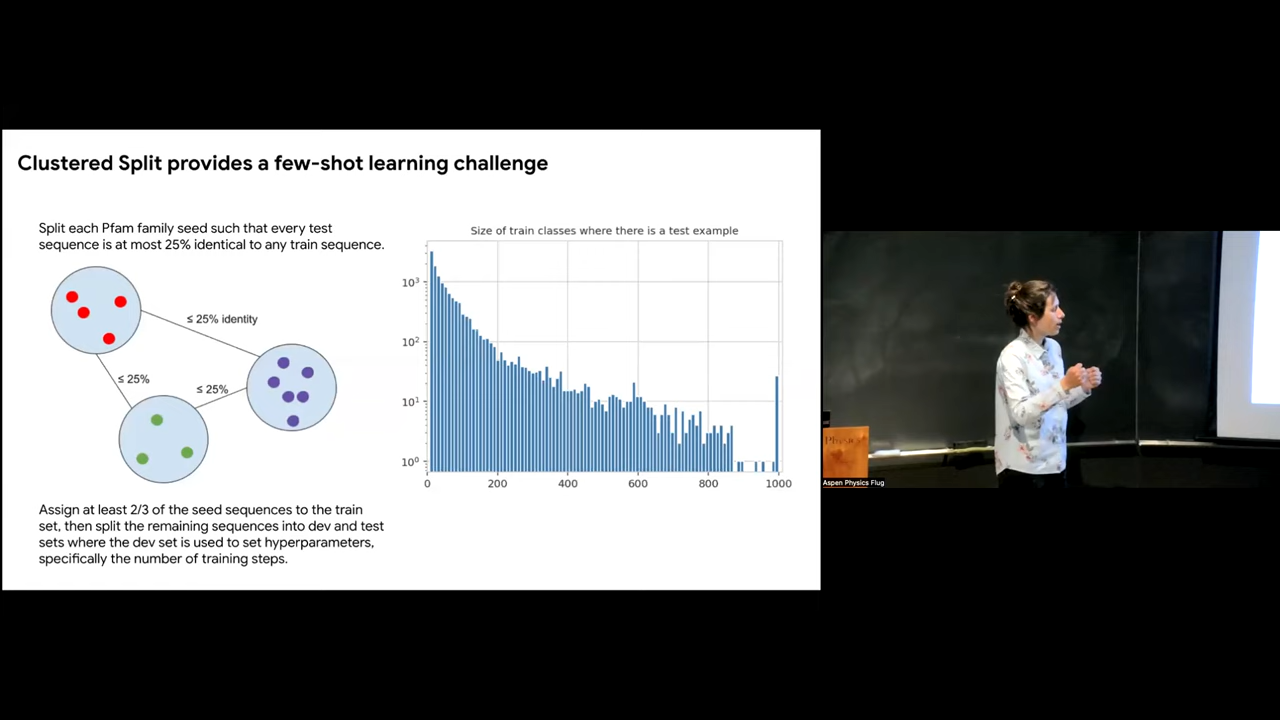 Clustered Split provides a few-shot learning challenge
Split each Pfam family seed such that every test
sequence is at most 25% identical to any train sequence.
≤ 25% identity
≤ 25%
≤ 25%
Assign at least 2/3 of the seed sequences to the train
set, then split the remaining sequences into dev and test
sets where the dev set is used to set hyperparameters,
specifically the number of training steps.
Size of train classes where there is a test example
10³
10²
10¹
10⁰
0 200 400 600 800 1000
Physics
Aspen Physics Flug